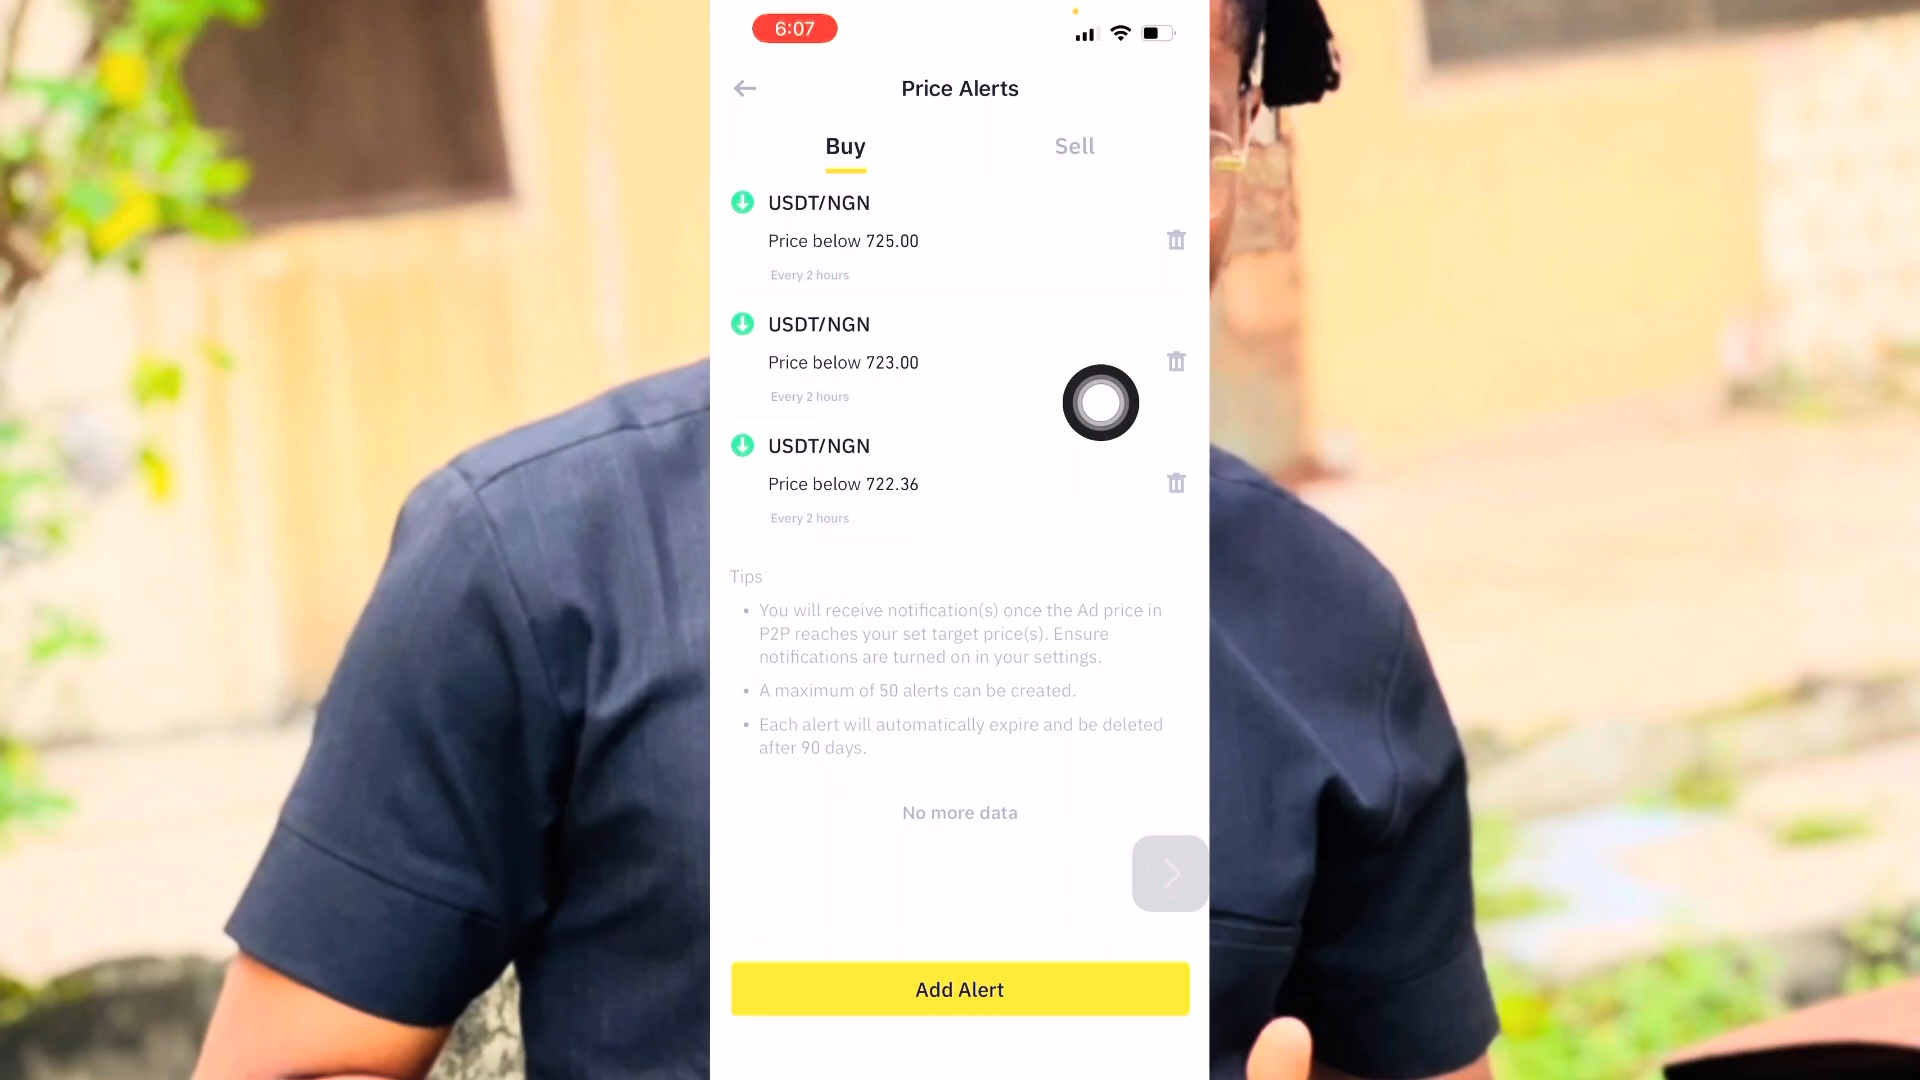 6:07
Price Alerts
Buy
Sell
USDT/NGN
Price below 725.00
Every 2 hours
USDT/NGN
Price below 723.00
Every 2 hours
USDT/NGN
Price below 722.36
Every 2 hours
Tips
• You will receive notification(s) once the Ad price in
P2P reaches your set target price(s). Ensure
notifications are turned on in your settings.
• A maximum of 50 alerts can be created.
• Each alert will automatically expire and be deleted
after 90 days.
No more data
Add Alert